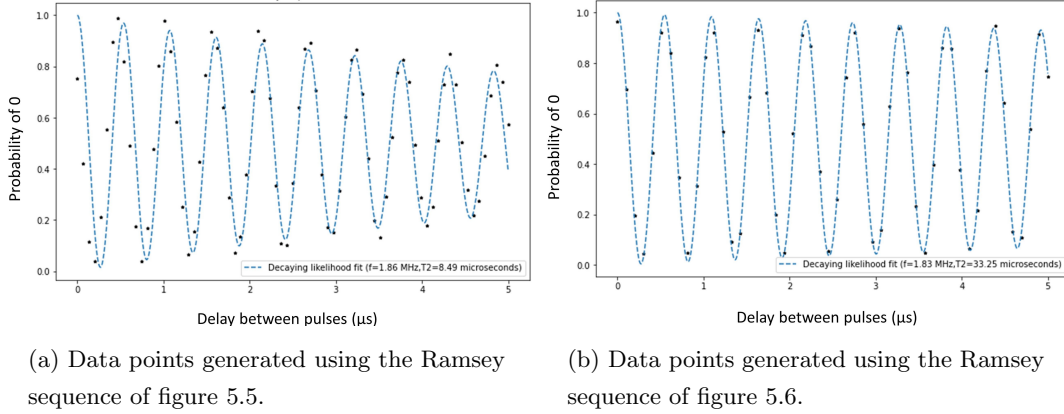 Probability of 0
1.0
0.8
0.6
0.4
0.2
0.0
Decaying likelihood fit (f=1.86 MHz,T2=8.49 microseconds)
0
1
2
3
4
5
Delay between pulses (μs)
(a) Data points generated using the Ramsey
sequence of figure 5.5.
Probability of 0
1.0
0.8
0.6
0.4
0.2
0.0
Decaying likelihood fit (f=1.83 MHz,T2=33.25 microseconds)
0
1
2
3
4
5
Delay between pulses (μs)
(b) Data points generated using the Ramsey
sequence of figure 5.6.